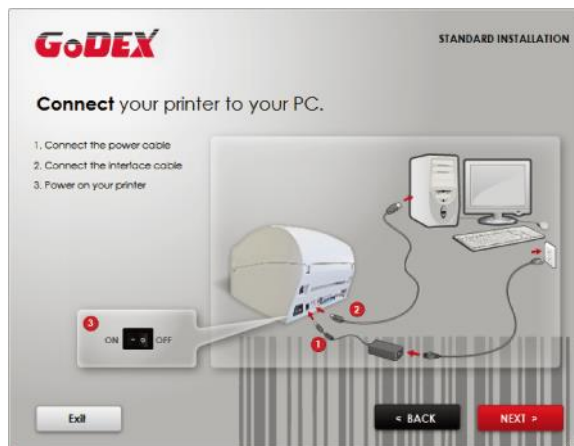 GoDEX
STANDARD INSTALLATION
Connect your printer to your PC.
1. Connect the power cable
2. Connect the interface cable
3. Power on your printer
2
3
ON - o OFF
1
Exit
< BACK
NEXT >